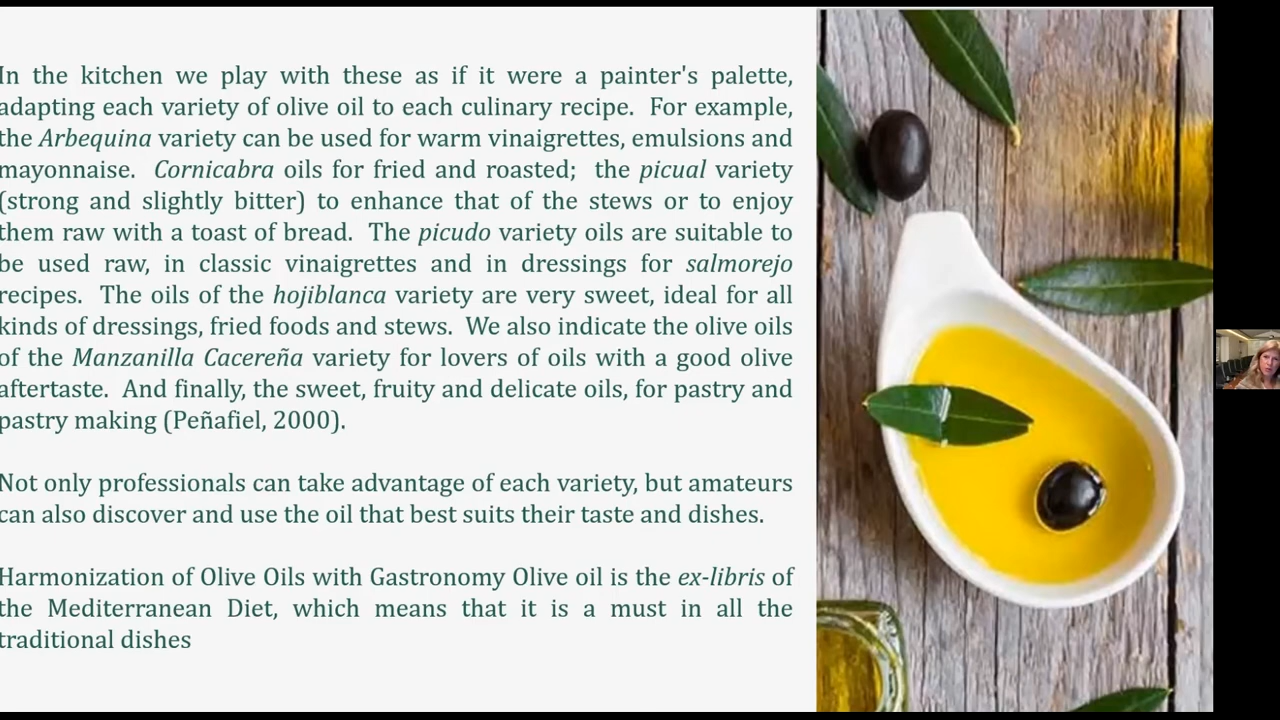 In the kitchen we play with these as if it were a painter's palette,
adapting each variety of olive oil to each culinary recipe. For example,
the Arbequina variety can be used for warm vinaigrettes, emulsions and
mayonnaise. Cornicabra oils for fried and roasted; the picual variety
(strong and slightly bitter) to enhance that of the stews or to enjoy
them raw with a toast of bread. The picudo variety oils are suitable to
be used raw, in classic vinaigrettes and in dressings for salmorejo
recipes. The oils of the hojiblanca variety are very sweet, ideal for all
kinds of dressings, fried foods and stews. We also indicate the olive oils
of the Manzanilla Cacereña variety for lovers of oils with a good olive
aftertaste. And finally, the sweet, fruity and delicate oils, for pastry and
pastry making (Peñafiel, 2000).
Not only professionals can take advantage of each variety, but amateurs
can also discover and use the oil that best suits their taste and dishes.
Harmonization of Olive Oils with Gastronomy Olive oil is the ex-libris of
the Mediterranean Diet, which means that it is a must in all the
traditional dishes